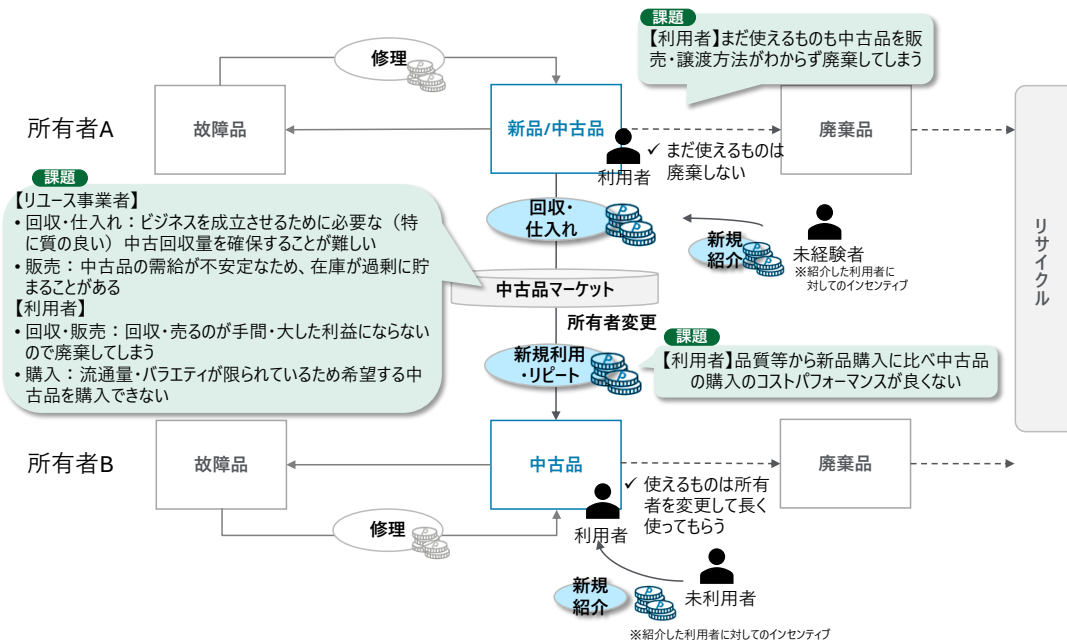 課題
【利用者】まだ使えるものも中古品を販
売・譲渡方法がわからず廃棄してしまう
修理
所有者A
故障品
新品/中古品
廃棄品
利用者
✓ まだ使えるものは
廃棄しない
リサイクル
課題
【リユース事業者】
• 回収・仕入れ：ビジネスを成立させるために必要な（特
に質の良い）中古回収量を確保することが難しい
• 販売：中古品の需給が不安定なため、在庫が過剰に貯
まることがある
【利用者】
• 回収・販売：回収・売るのが手間・大した利益にならない
ので廃棄してしまう
• 購入：流通量・バラエティが限られているため希望する中
古品を購入できない
回収・
仕入れ
新規
紹介
未経験者
※紹介した利用者に
対してのインセンティブ
中古品マーケット
所有者変更
新規利用
・リピート
課題
【利用者】品質等から新品購入に比べ中古品
の購入のコストパフォーマンスが良くない
所有者B
故障品
中古品
廃棄品
✓ 使えるものは所有
者を変更して長く
使ってもらう
利用者
修理
新規
紹介
未利用者
※紹介した利用者に対してのインセンティブ